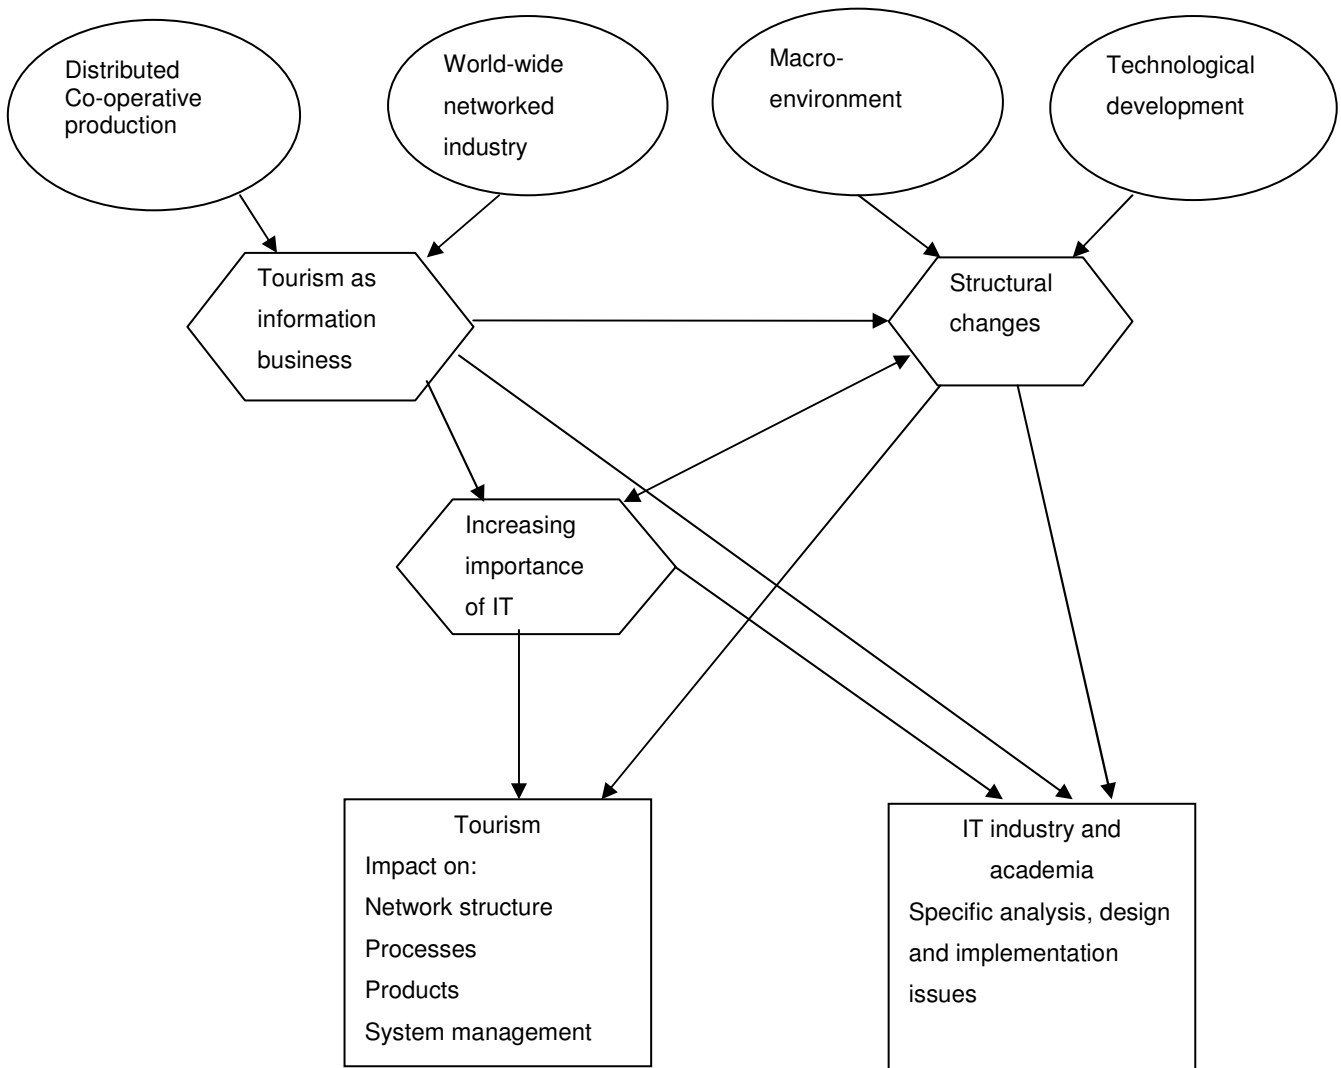 Distributed
Co-operative
production
World-wide
networked
industry
Macro-
environment
Technological
development
Tourism as
information
business
Structural
changes
Increasing
importance
of IT
Tourism
Impact on:
Network structure
Processes
Products
System management
IT industry and
academia
Specific analysis, design
and implementation
issues